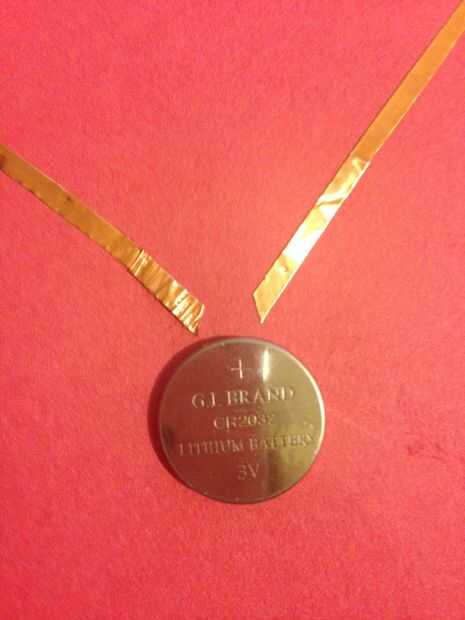 +
G.I. BRAND
CR2032
LITHIUM BATTERY
3V